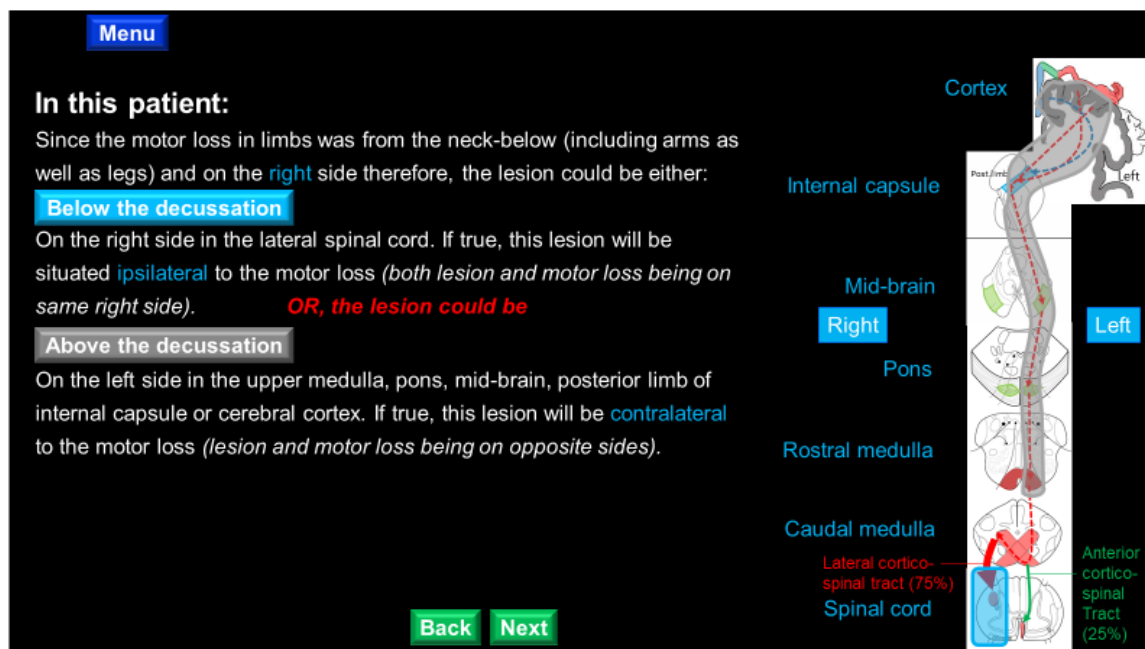 Menu
In this patient:
Since the motor loss in limbs was from the neck-below (including arms as
well as legs) and on the right side therefore, the lesion could be either:
Below the decussation
On the right side in the lateral spinal cord. If true, this lesion will be
situated ipsilateral to the motor loss (both lesion and motor loss being on
same right side). OR, the lesion could be
Above the decussation
On the left side in the upper medulla, pons, mid-brain, posterior limb of
internal capsule or cerebral cortex. If true, this lesion will be contralateral
to the motor loss (lesion and motor loss being on opposite sides).
Back Next
Cortex
Internal capsule
Post. limb
Left
Mid-brain
Right
Left
Pons
Rostral medulla
Caudal medulla
Lateral cortico-
spinal tract (75%)
Spinal cord
Anterior
cortico-
spinal
Tract
(25%)